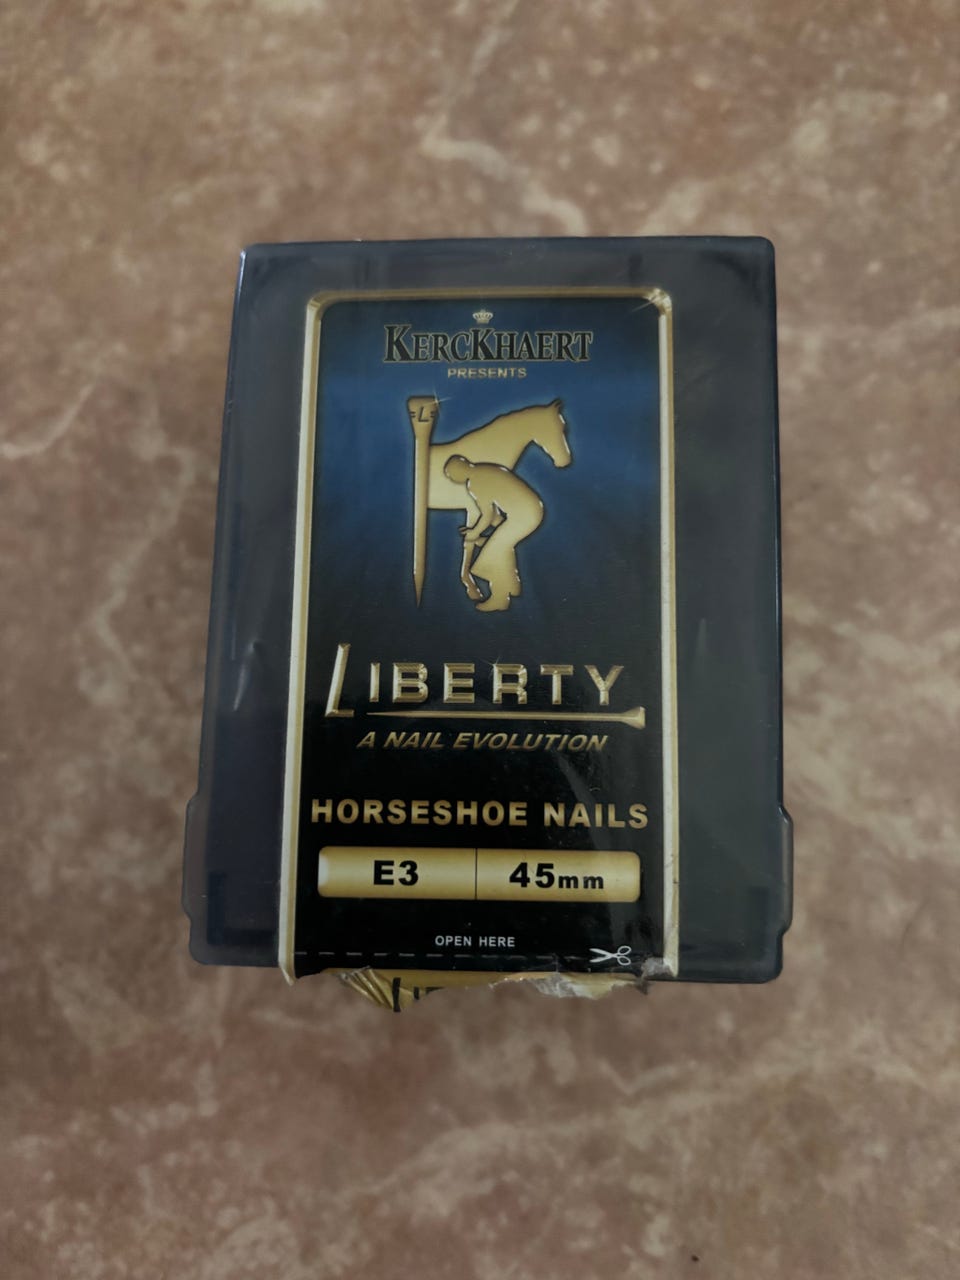 KERCKHAERT
PRESENTS
L
LIBERTY
A NAIL EVOLUTION
HORSESHOE NAILS
E3 45mm
OPEN HERE